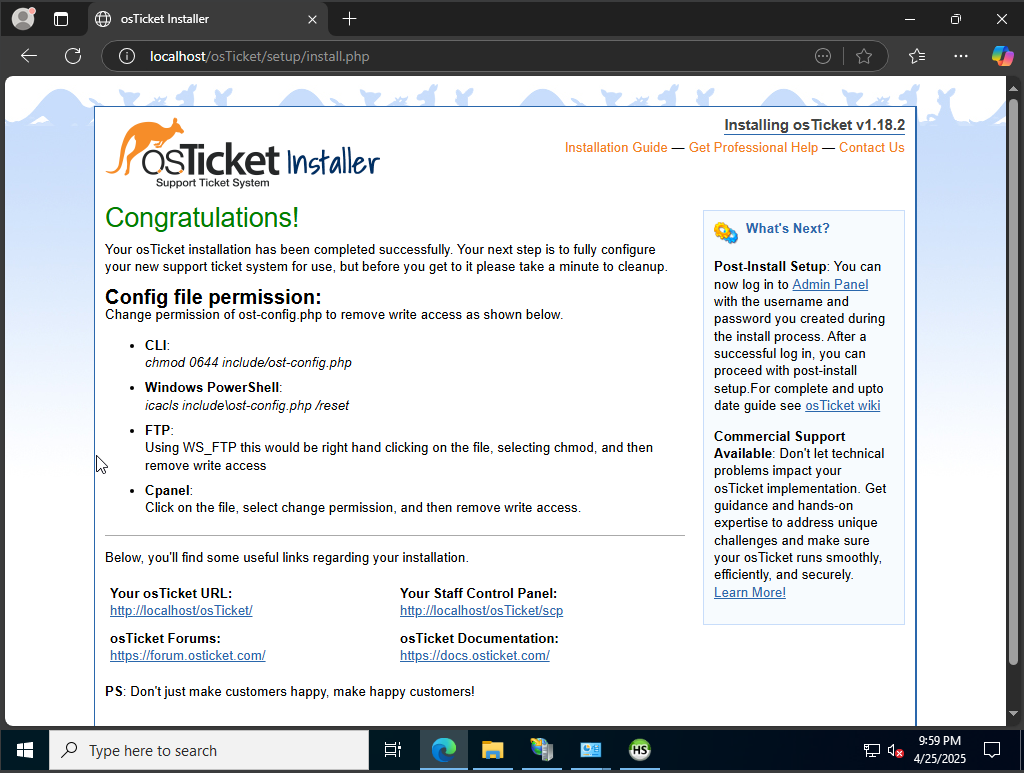 osTicket Installer
localhost/osTicket/setup/install.php
osTicket Installer
Support Ticket System
Installing osTicket v1.18.2
Installation Guide — Get Professional Help — Contact Us
Congratulations!
Your osTicket installation has been completed successfully. Your next step is to fully configure
your new support ticket system for use, but before you get to it please take a minute to cleanup.
Config file permission:
Change permission of ost-config.php to remove write access as shown below.
• CLI:
chmod 0644 include/ost-config.php
• Windows PowerShell:
icacls include\ost-config.php /reset
• FTP:
Using WS_FTP this would be right hand clicking on the file, selecting chmod, and then
remove write access
• Cpanel:
Click on the file, select change permission, and then remove write access.
Below, you'll find some useful links regarding your installation.
Your osTicket URL:
http://localhost/osTicket/
Your Staff Control Panel:
http://localhost/osTicket/scp
osTicket Forums:
https://forum.osticket.com/
osTicket Documentation:
https://docs.osticket.com/
PS: Don't just make customers happy, make happy customers!
What's Next?
Post-Install Setup: You can
now log in to Admin Panel
with the username and
password you created during
the install process. After a
successful log in, you can
proceed with post-install
setup.For complete and upto
date guide see osTicket wiki
Commercial Support
Available: Don't let technical
problems impact your
osTicket implementation. Get
guidance and hands-on
expertise to address unique
challenges and make sure
your osTicket runs smoothly,
efficiently, and securely.
Learn More!
Type here to search
HS
9:59 PM
4/25/2025